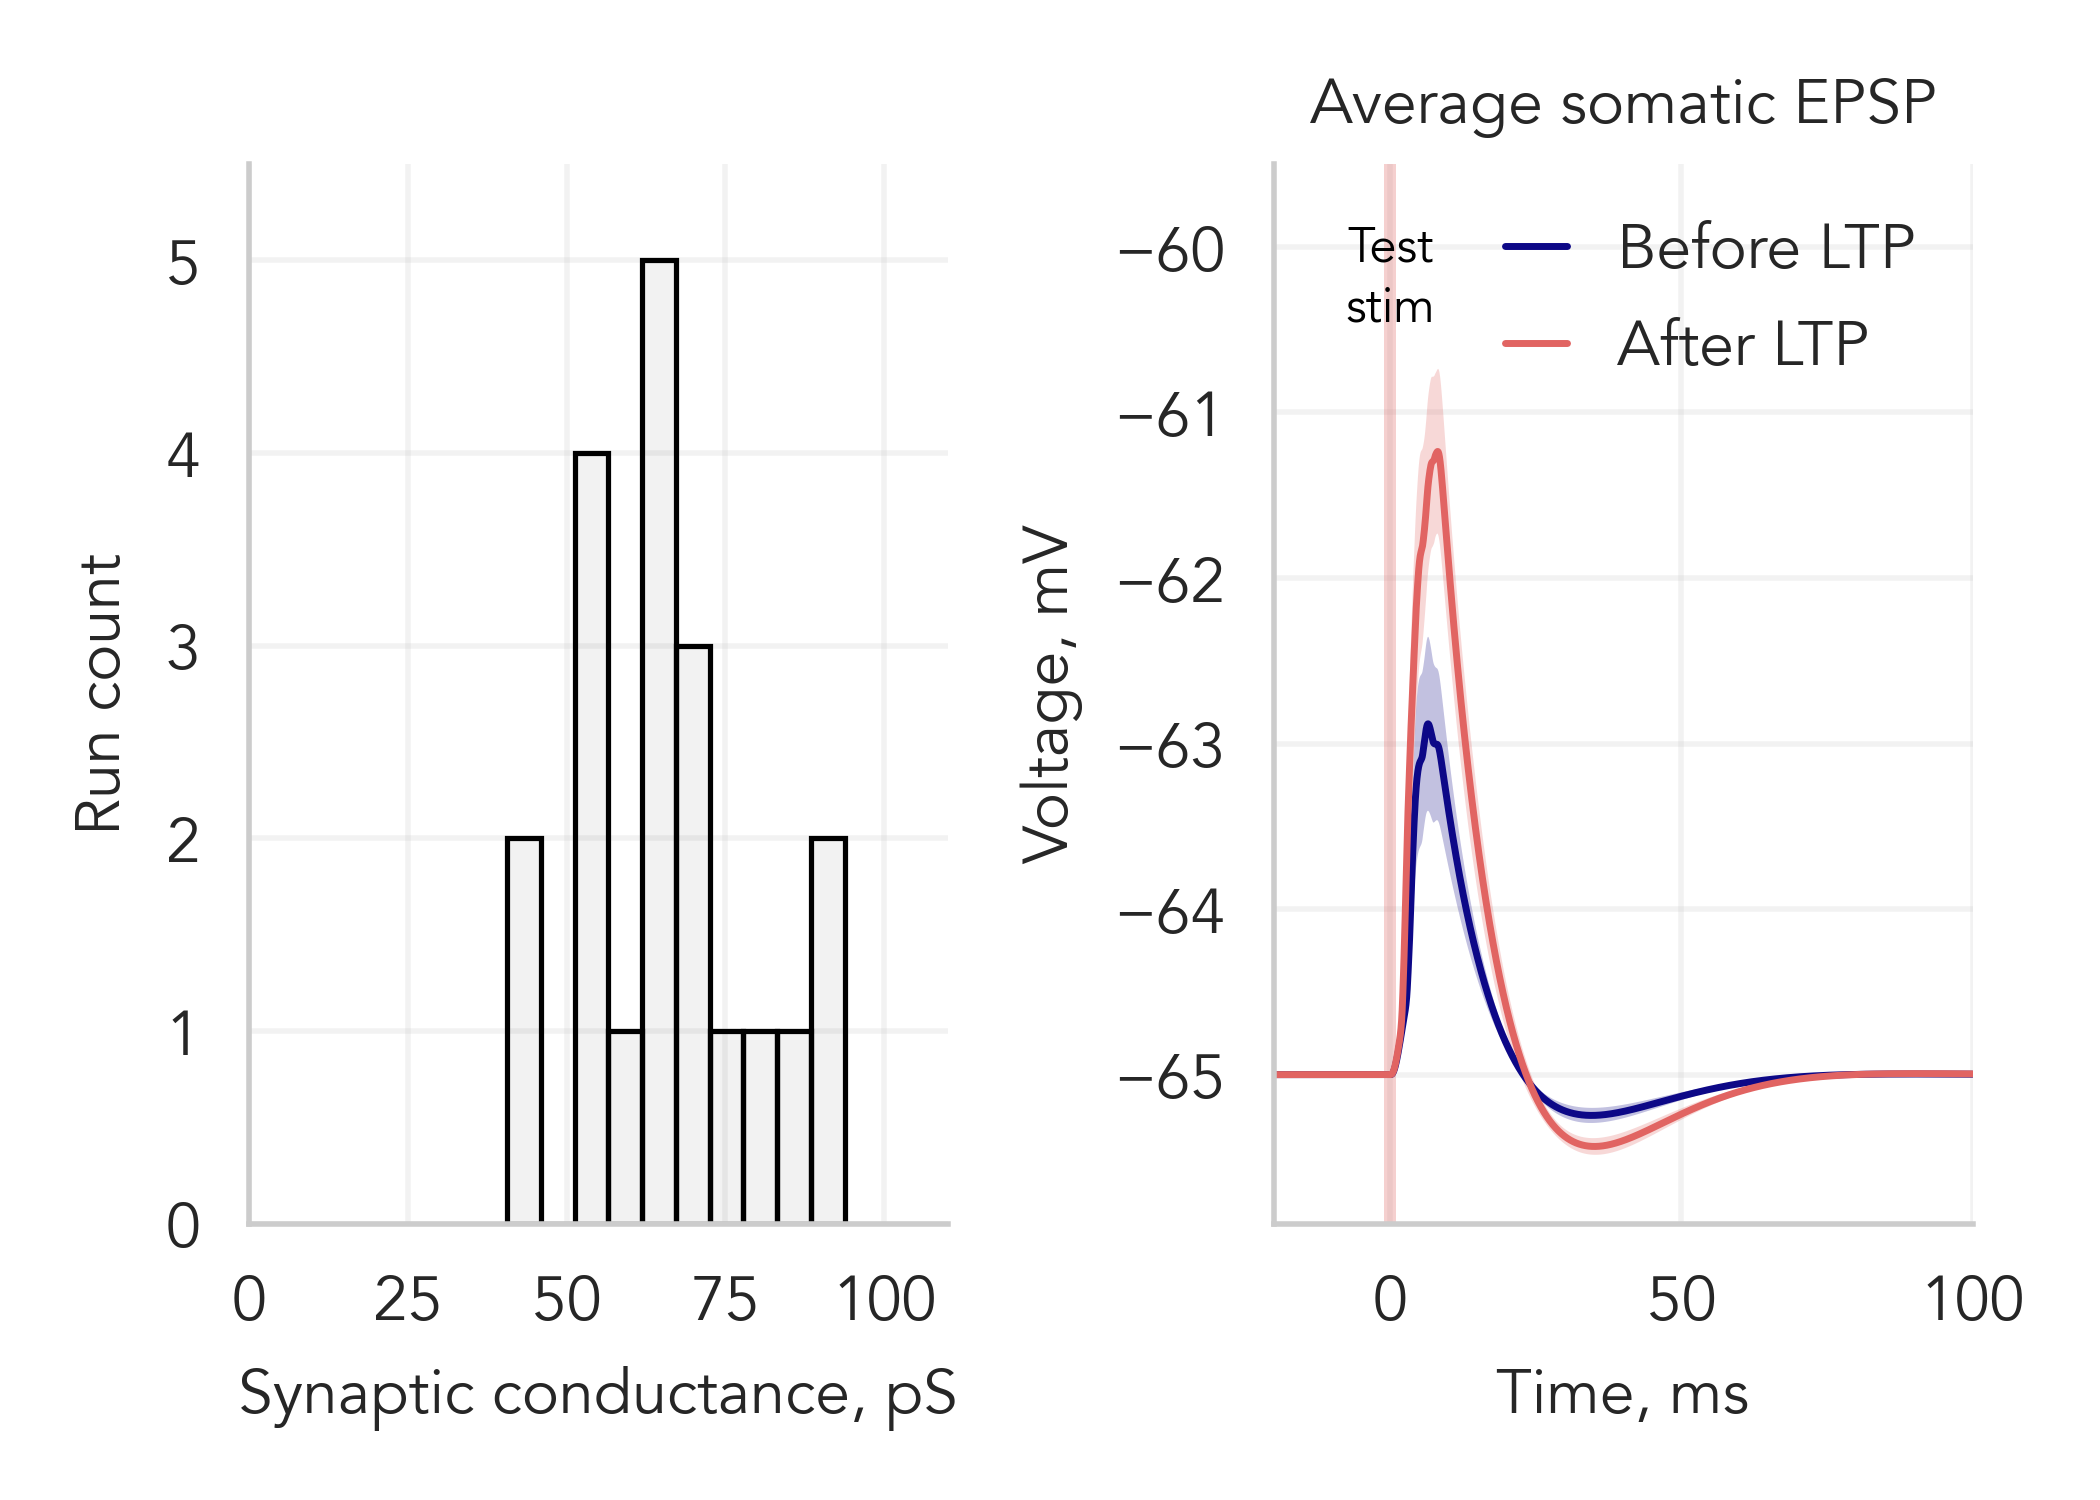 Run count
5
4
3
2
1
0
0 25 50 75 100
Synaptic conductance, pS
Average somatic EPSP
Voltage, mV
−60
−61
−62
−63
−64
−65
Test
stim
Before LTP
After LTP
0 50 100
Time, ms